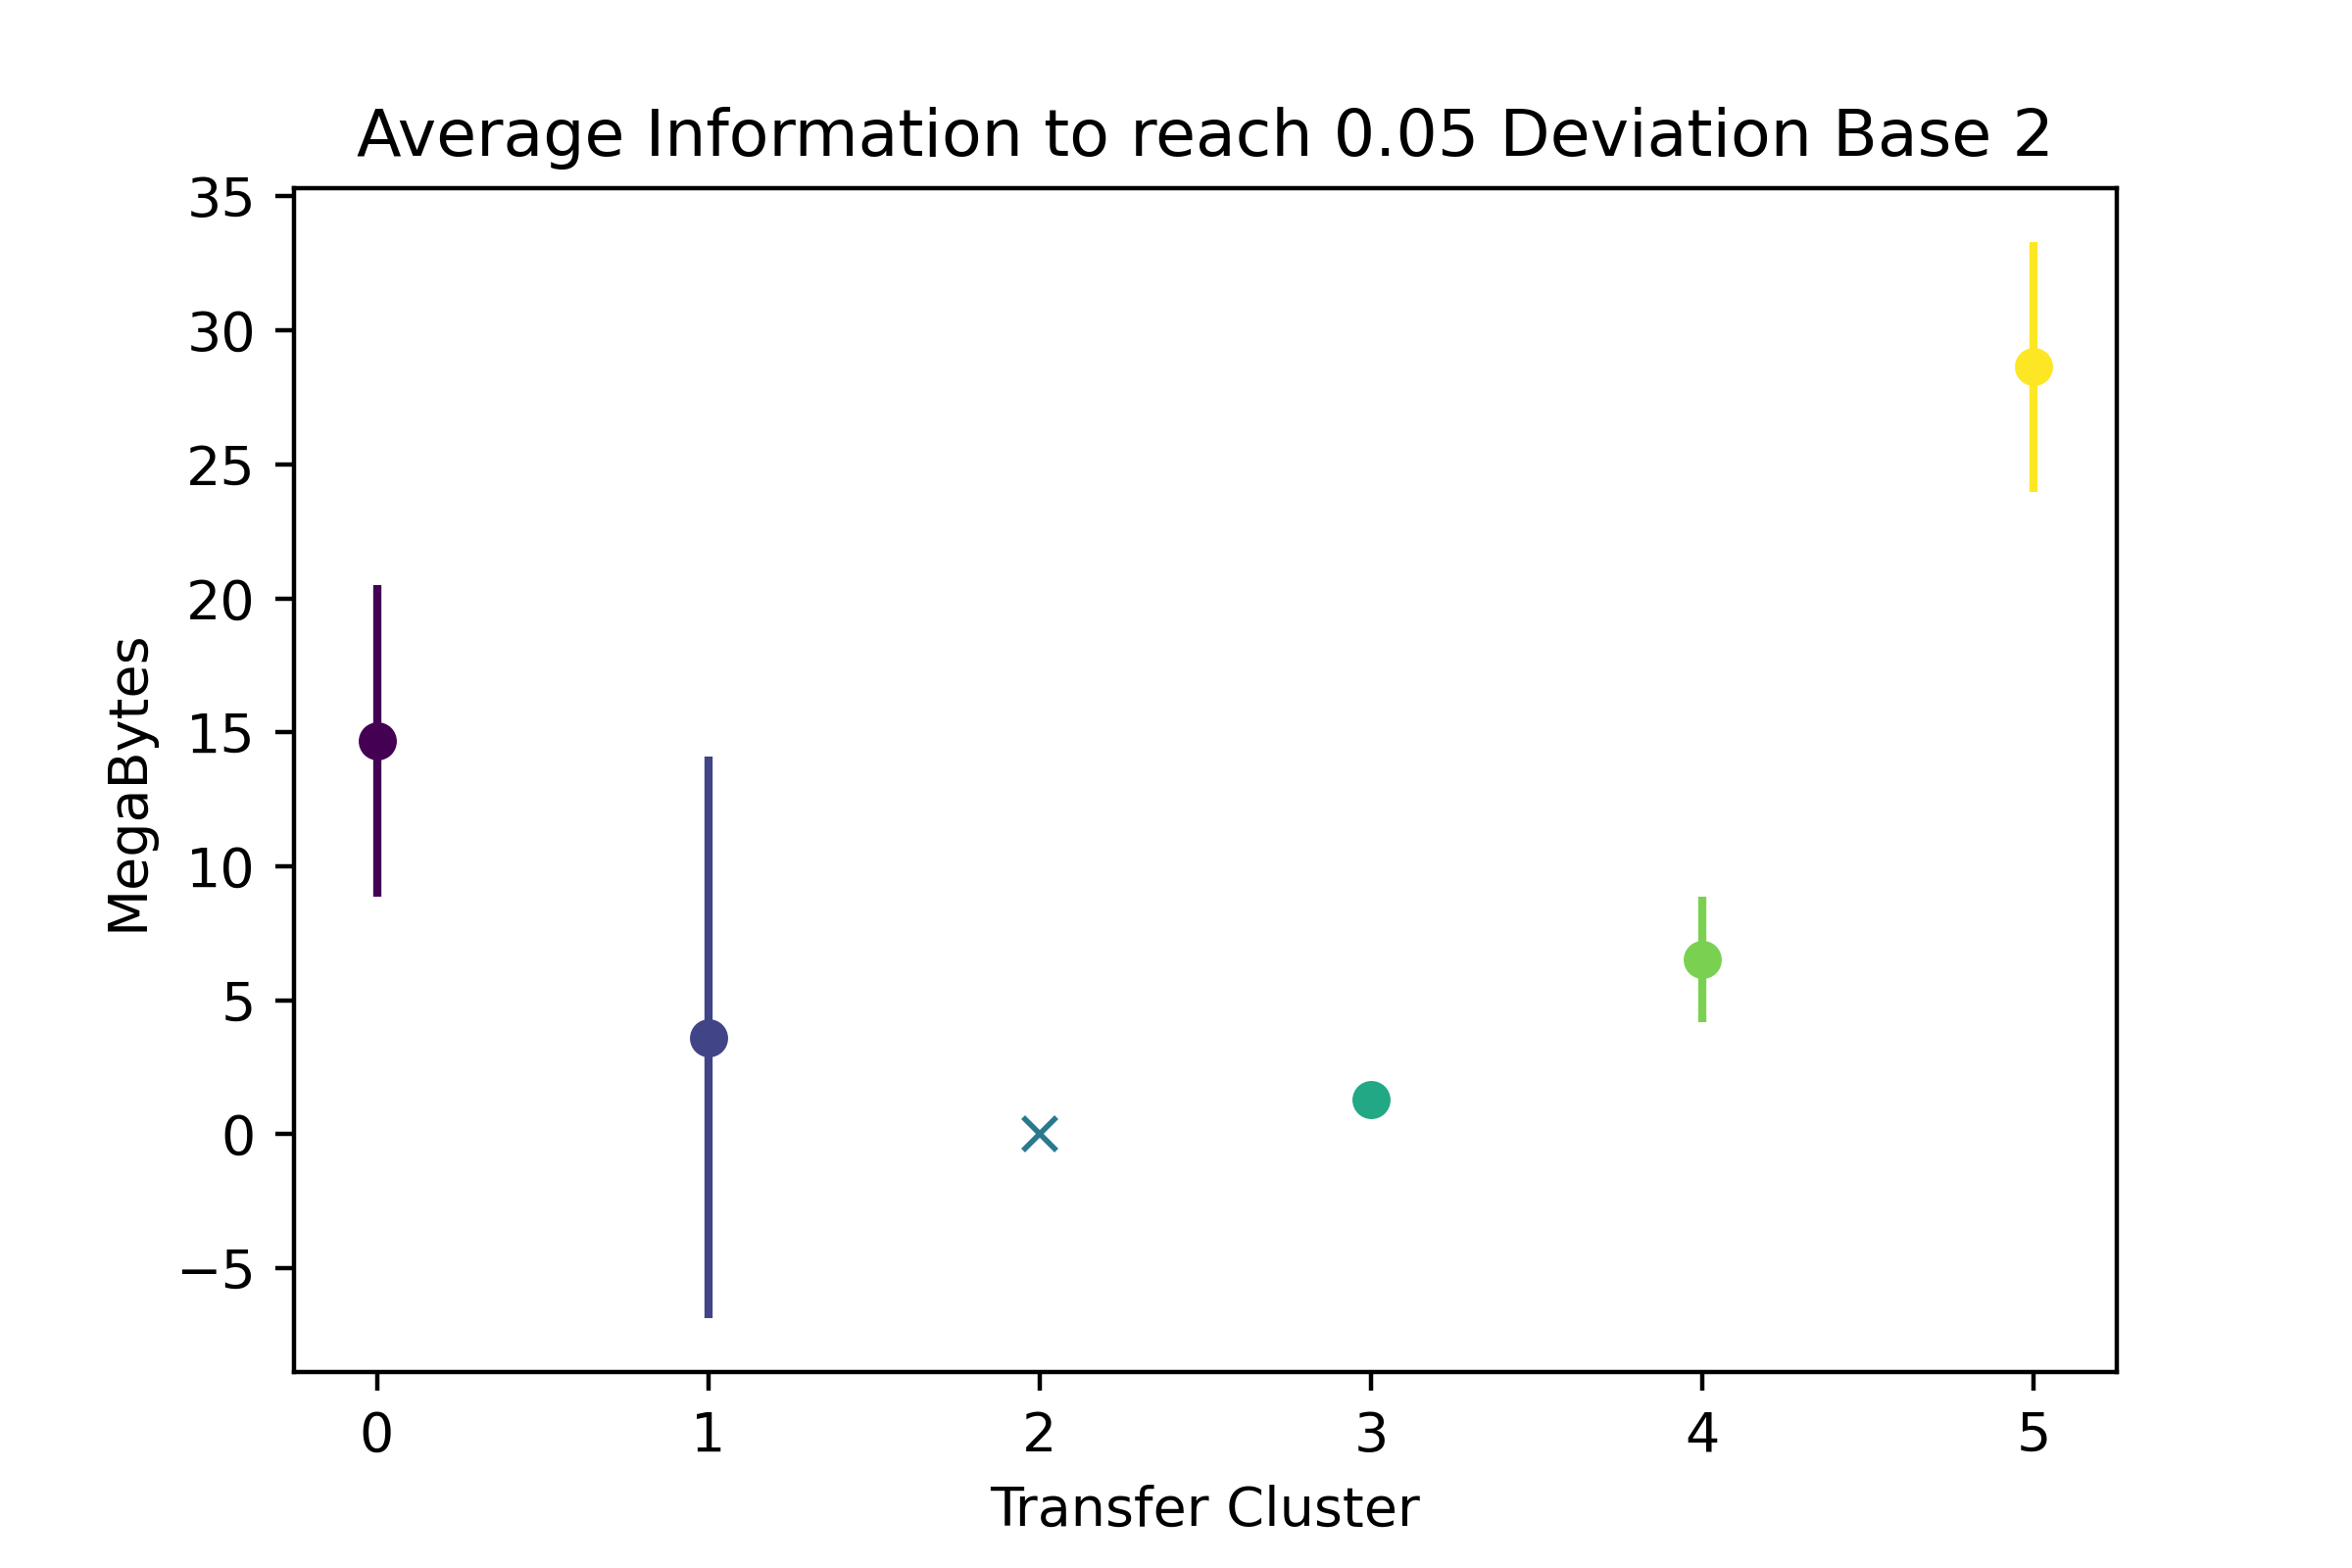 Average Information to reach 0.05 Deviation Base 2
35
30
25
20
15
10
5
0
−5
MegaBytes
0 1 2 3 4 5
Transfer Cluster